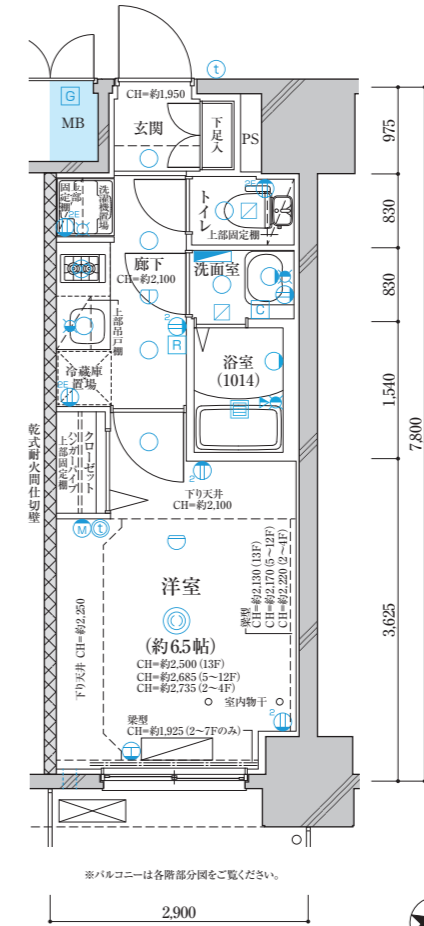 G
MB
CH=約1,950
玄関
下足入
PS
t
上部固定棚
2E
洗濯機置場
トイレ
2E
上部固定棚
廊下
CH=約2,100
洗面室
C
上部吊戸棚
2
R
冷蔵庫置場
2E
浴室
(1014)
乾式耐火間仕切壁
クローゼット
ハンガーパイプ
上部固定棚
2
下り天井
CH=約2,100
M
t
洋室
(約6.5帖)
CH=約2,500 (13F)
CH=約2,685 (5〜12F)
CH=約2,735 (2〜4F)
下り天井 CH=約2,250
梁型
CH=約2,130 (13F)
CH=約2,170 (5〜12F)
CH=約2,220 (2〜4F)
室内物干
2
梁型
CH=約1,925 (2〜7Fのみ)
975
830
830
1,540
3,625
7,800
※バルコニーは各階部分図をご覧ください。
2,900